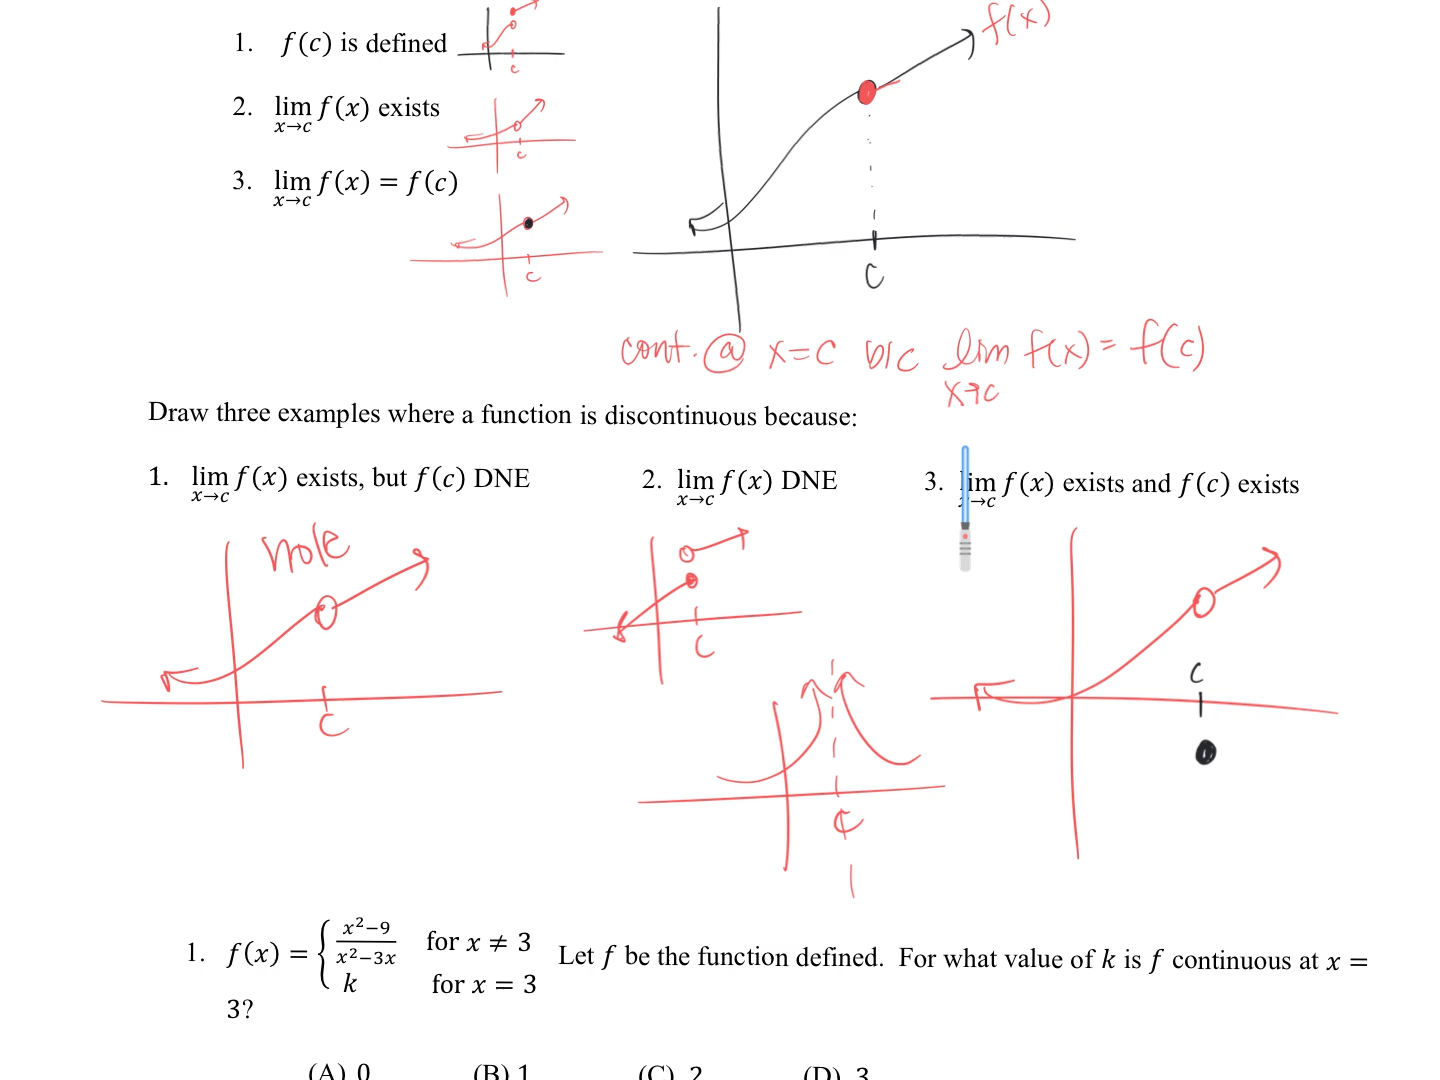 1. f(c) is defined
c
f(x)
2. lim f(x) exists
x→c
c
3. lim f(x) = f(c)
x→c
c
C
cont. @ x=c b/c lim f(x) = f(c)
x→c
Draw three examples where a function is discontinuous because:
1. lim f(x) exists, but f(c) DNE
x→c
2. lim f(x) DNE
x→c
3. lim f(x) exists and f(c) exists
x→c
hole
C
C
C
C
1. f(x) = { x²−9 / x²−3x for x ≠ 3
k for x = 3
Let f be the function defined. For what value of k is f continuous at x =
3?
(A) 0 (B) 1 (C) 2 (D) 3